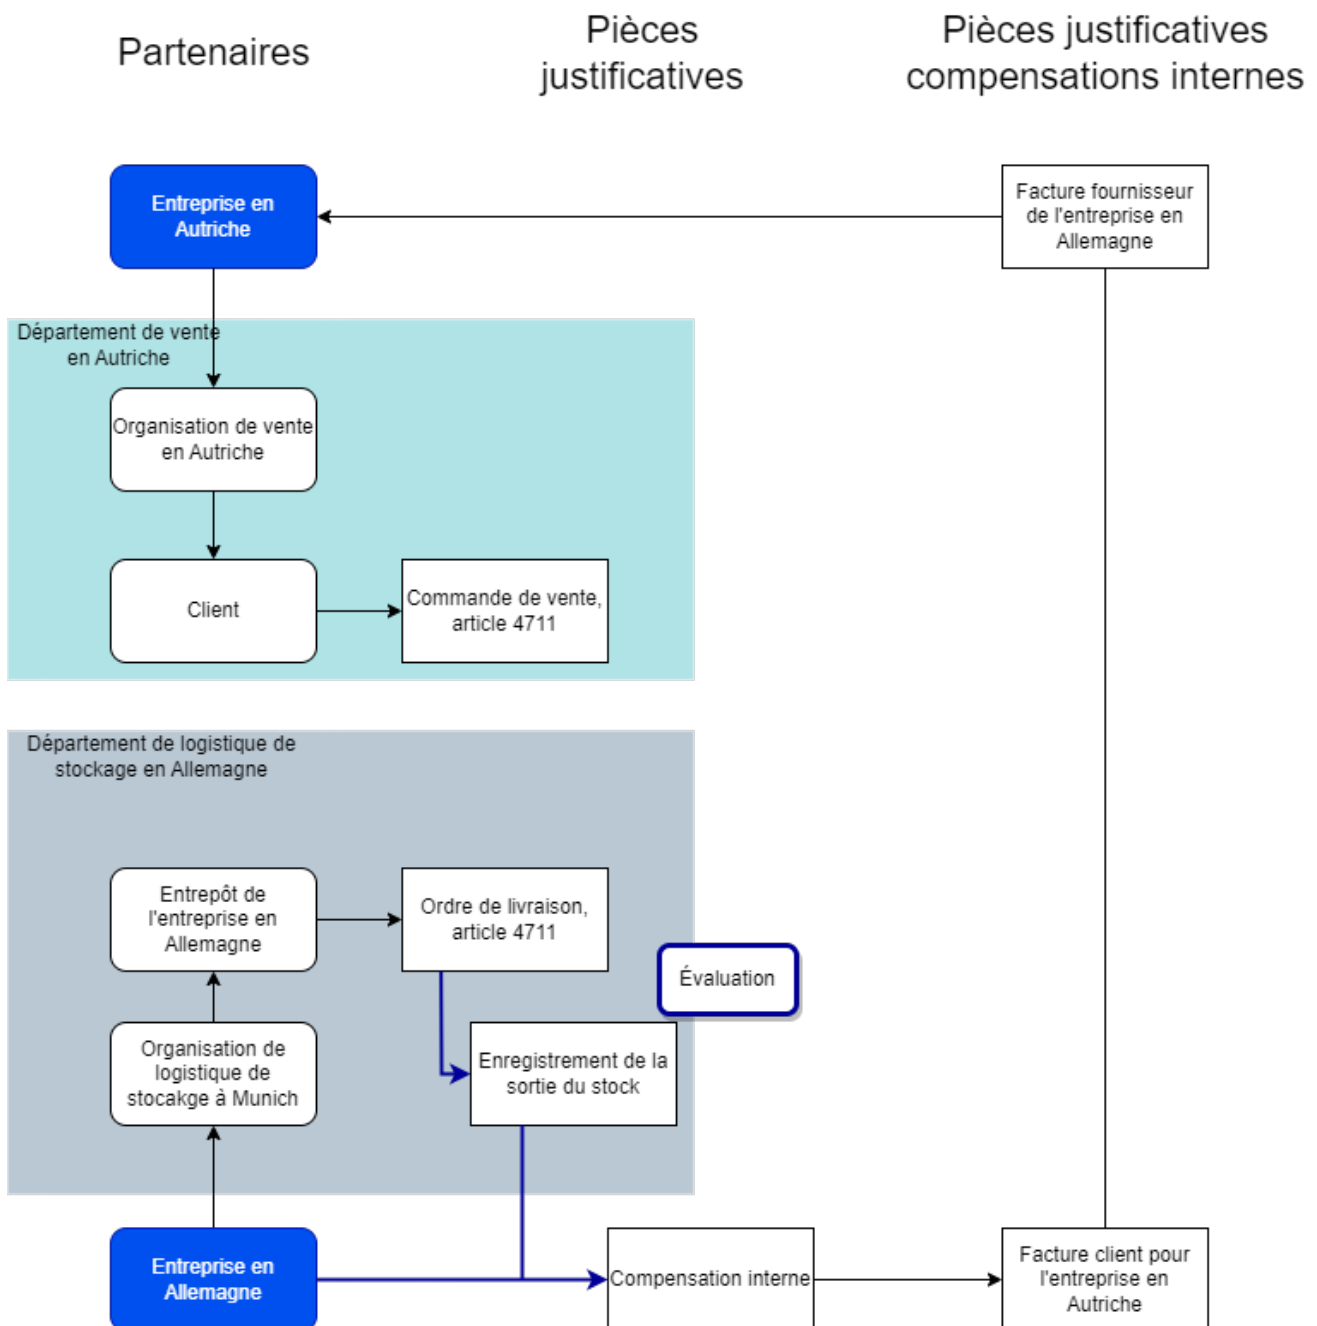 Partenaires
Pièces
justificatives
Pièces justificatives
compensations internes
Entreprise en
Autriche
Facture fournisseur
de l'entreprise en
Allemagne
Département de vente
en Autriche
Organisation de vente
en Autriche
Client
Commande de vente,
article 4711
Département de logistique de
stockage en Allemagne
Entrepôt de
l'entreprise en
Allemagne
Ordre de livraison,
article 4711
Évaluation
Organisation de
logistique de
stocakge à Munich
Enregistrement de la
sortie du stock
Entreprise en
Allemagne
Compensation interne
Facture client pour
l'entreprise en
Autriche